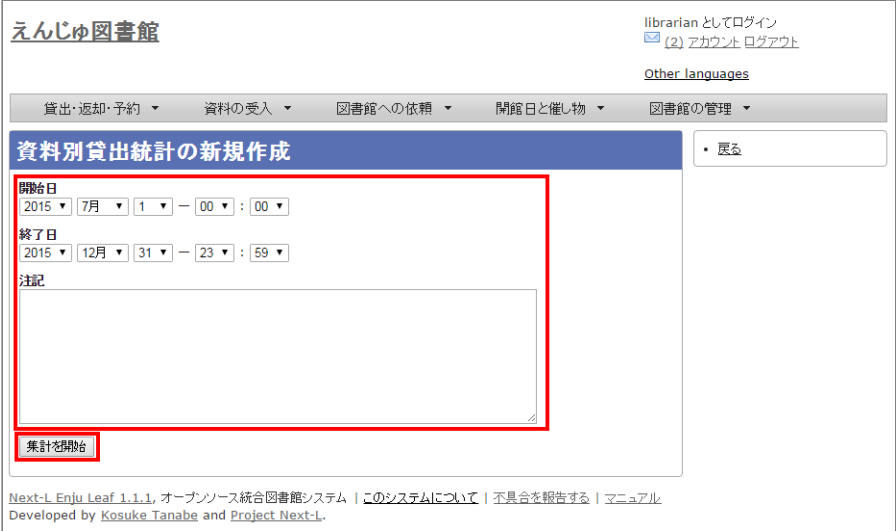 えんじゅ図書館
librarian としてログイン
(2) アカウント ログアウト
Other languages
貸出・返却・予約 ▼ 資料の受入 ▼ 図書館への依頼 ▼ 開館日と催し物 ▼ 図書館の管理 ▼
資料別貸出統計の新規作成
• 戻る
開始日
2015 ▼ 7月 ▼ 1 ▼ — 00 ▼ : 00 ▼
終了日
2015 ▼ 12月 ▼ 31 ▼ — 23 ▼ : 59 ▼
注記
集計を開始
Next-L Enju Leaf 1.1.1, オープンソース統合図書館システム | このシステムについて | 不具合を報告する | マニュアル
Developed by Kosuke Tanabe and Project Next-L.